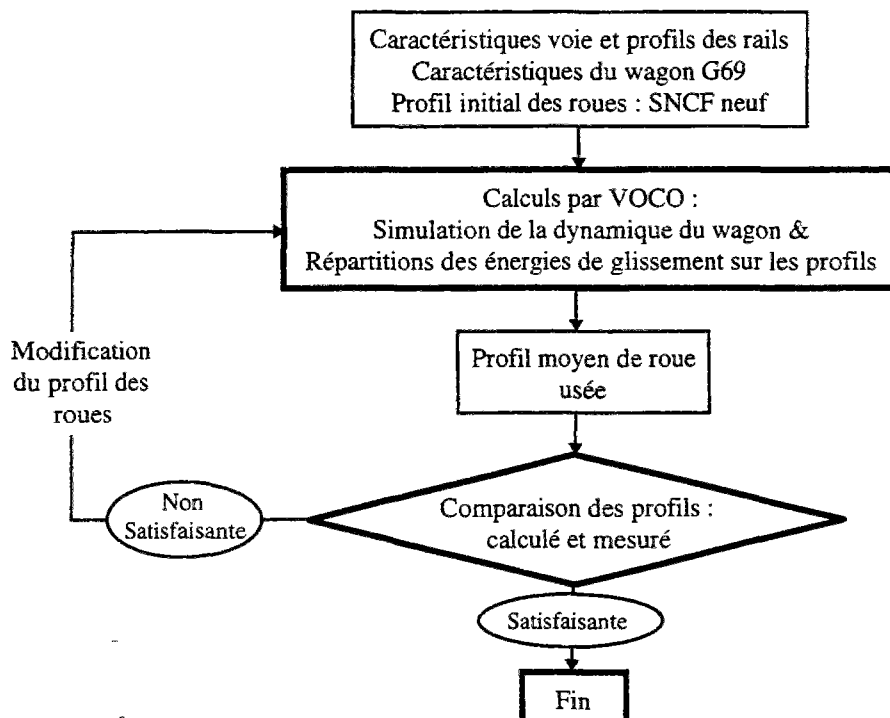 Caractéristiques voie et profils des rails
Caractéristiques du wagon G69
Profil initial des roues : SNCF neuf
Calculs par VOCO :
Simulation de la dynamique du wagon &
Répartitions des énergies de glissement sur les profils
Profil moyen de roue
usée
Modification
du profil des
roues
Comparaison des profils :
calculé et mesuré
Non
Satisfaisante
Satisfaisante
Fin